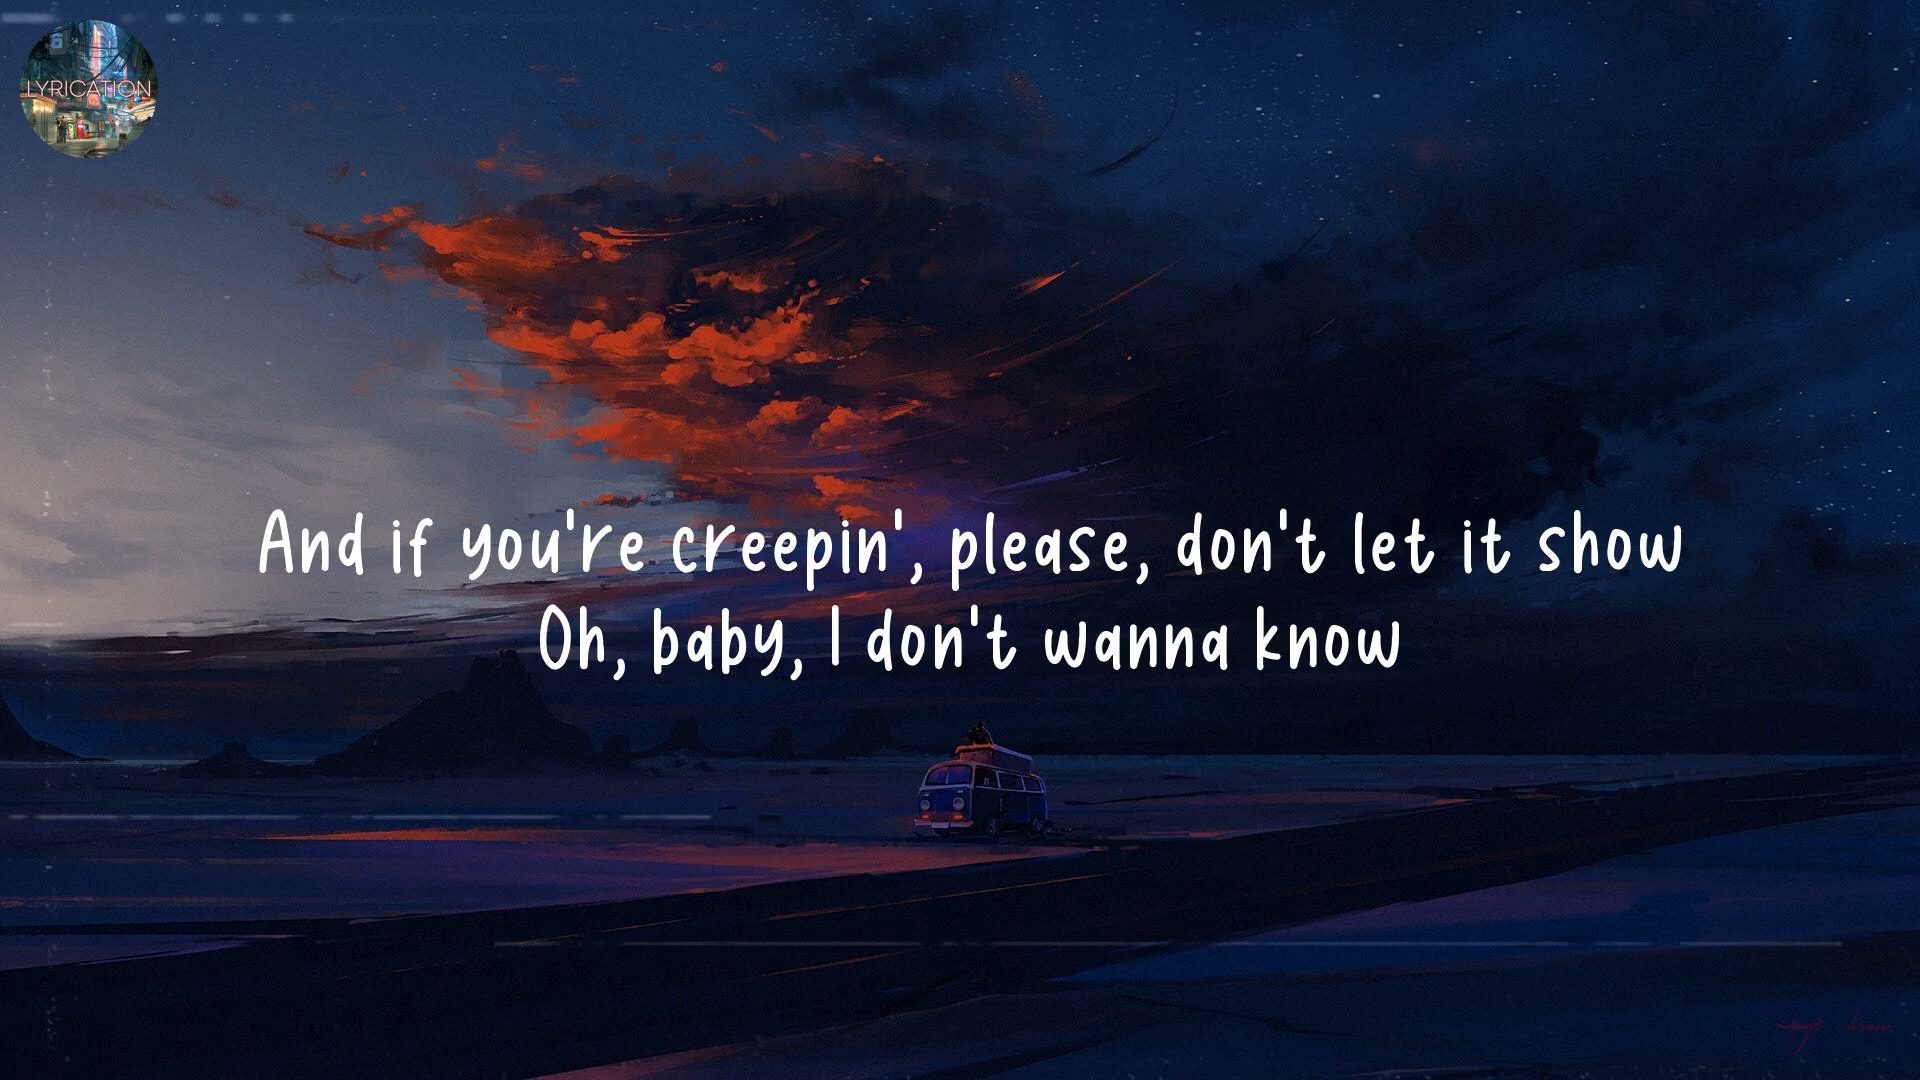 LYRICATION
And if you're creepin', please, don't let it show
Oh, baby, I don't wanna know